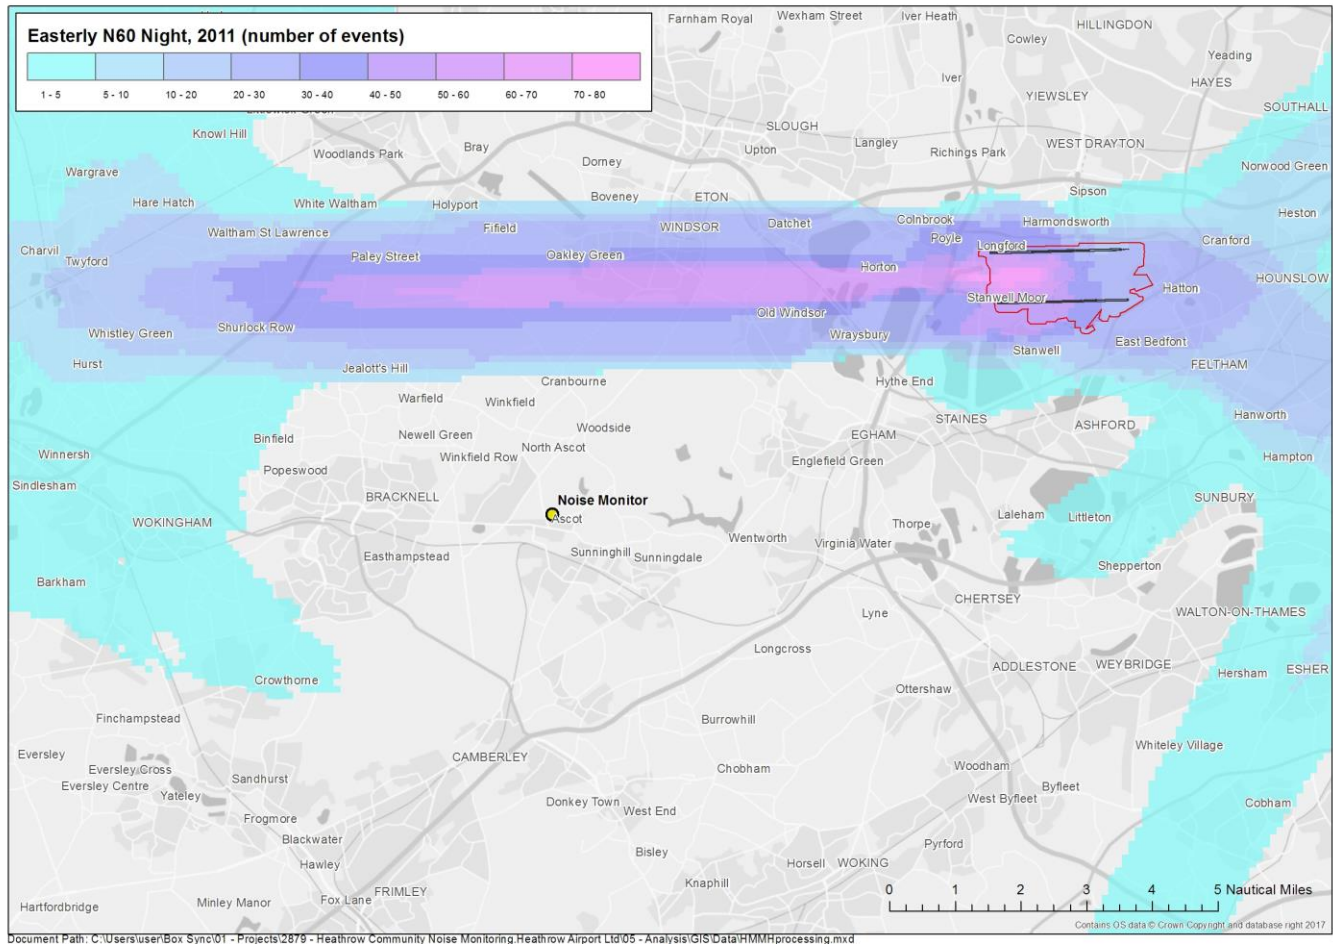 Easterly N60 Night, 2011 (number of events)
1 - 5 5 - 10 10 - 20 20 - 30 30 - 40 40 - 50 50 - 60 60 - 70 70 - 80
Farnham Royal Wexham Street Iver Heath
HILLINGDON
Cowley
Yeading
Iver
HAYES
YIEWSLEY
SOUTHALL
SLOUGH
Knowl Hill
Woodlands Park Bray Upton Langley Richings Park WEST DRAYTON
Dorney
Norwood Green
Wargrave
Boveney ETON Sipson
Hare Hatch White Waltham Holyport
Heston
Colnbrook Harmondsworth
Waltham St Lawrence Fifield WINDSOR Datchet
Poyle Longford Cranford
Charvil Paley Street Oakley Green
Twyford Horton HOUNSLOW
Hatton
Stanwell Moor
Old Windsor
Whistley Green Shurlock Row Wraysbury
East Bedfont
Stanwell
Hurst Jealott's Hill FELTHAM
Cranbourne Hythe End
Warfield Winkfield
Hanworth
STAINES
Woodside ASHFORD
Binfield Newell Green EGHAM
North Ascot
Winnersh Winkfield Row Englefield Green Hampton
Popeswood
Sindlesham
BRACKNELL Noise Monitor SUNBURY
WOKINGHAM Ascot Thorpe Laleham Littleton
Wentworth Virginia Water
Easthampstead Sunninghill Sunningdale
Shepperton
Barkham
CHERTSEY
Lyne WALTON-ON-THAMES
Longcross
ADDLESTONE WEYBRIDGE ESHER
Crowthorne Hersham
Ottershaw
Finchampstead Burrowhill
Whiteley Village
Eversley CAMBERLEY
Eversley Cross Chobham Woodham
Eversley Centre Sandhurst
Yateley Donkey Town West End West Byfleet Byfleet
Cobham
Frogmore
Blackwater
Bisley Pyrford
Hawley Horsell WOKING
Knaphill
FRIMLEY
Hartfordbridge Minley Manor Fox Lane
0 1 2 3 4 5 Nautical Miles
Contains OS data © Crown Copyright and database right 2017
Document Path: C:\Users\user\Box Sync\01 - Projects\2879 - Heathrow Community Noise Monitoring.Heathrow Airport Ltd\05 - Analysis\GIS\Data\HMMHprocessing.mxd